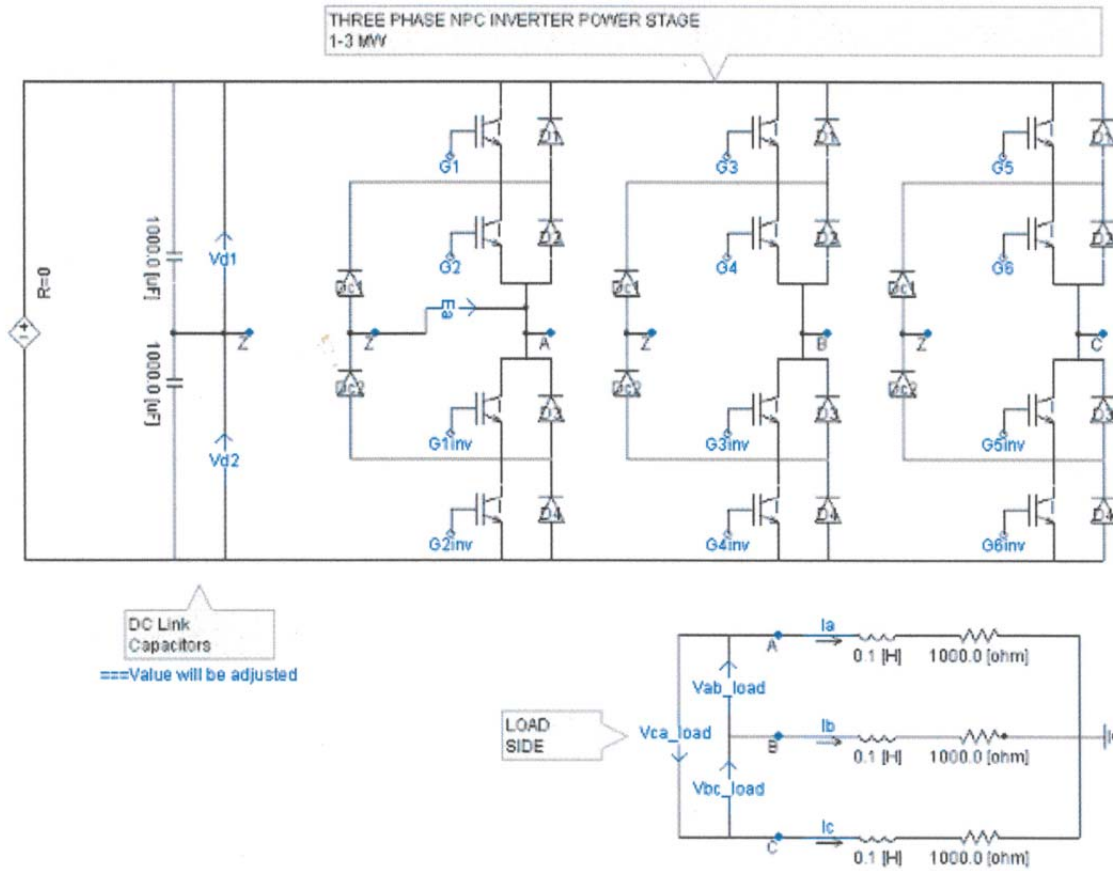 THREE PHASE NPC INVERTER POWER STAGE
1-3 MW
R=0
1000.0 [uF]
1000.0 [uF]
Vd1
Vd2
Z
G1
D1
G2
D2
Dc1
Ea
Z
A
Dc2
G1inv
D3
G2inv
D4
G3
D1
G4
D3
Dc1
Z
B
Dc2
G3inv
D3
G4inv
D4
G5
D1
G6
D3
Dc1
Z
C
Dc2
G5inv
D3
G6inv
D4
DC Link
Capacitors
===Value will be adjusted
LOAD
SIDE
Vca_load
Vab_load
Vbc_load
A
Ia
0.1 [H]
1000.0 [ohm]
B
Ib
0.1 [H]
1000.0 [ohm]
C
Ic
0.1 [H]
1000.0 [ohm]